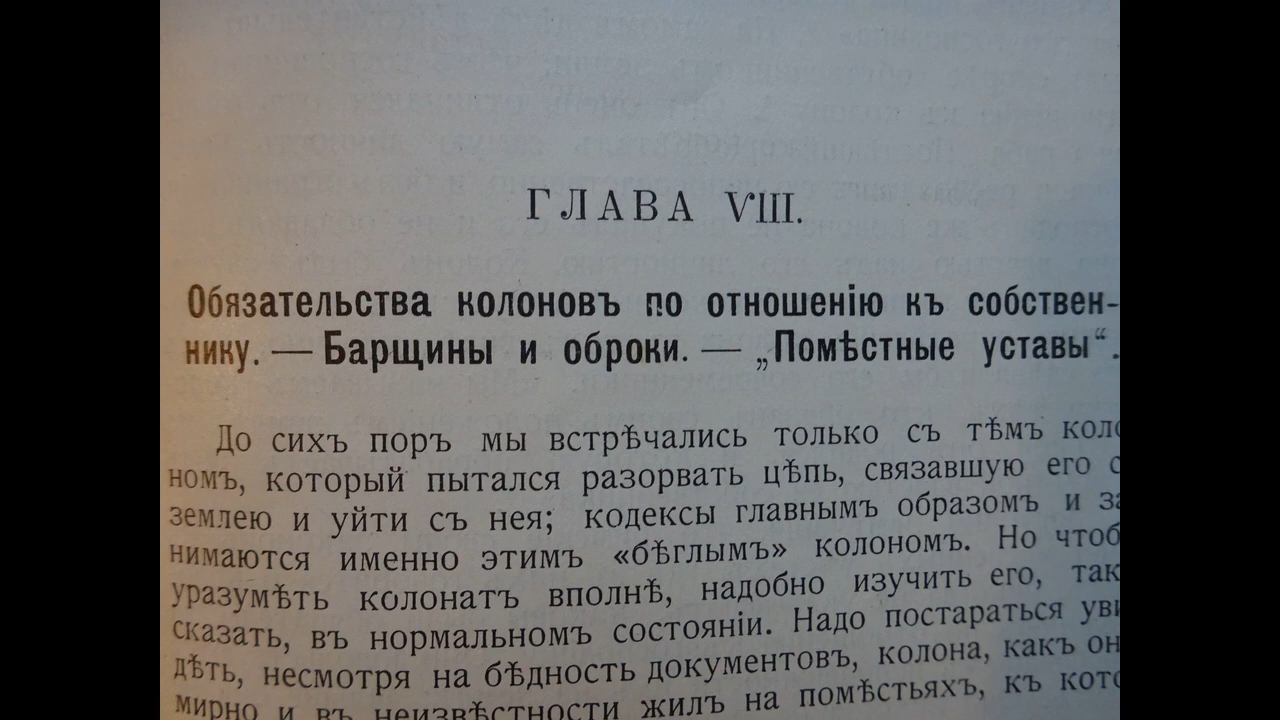 ГЛАВА VIII.
Обязательства колоновъ по отношенію къ собствен-
нику. — Барщины и оброки. — „Помѣстные уставы“.
До сихъ поръ мы встрѣчались только съ тѣмъ коло
номъ, который пытался разорвать цѣпь, связавшую его с
землею и уйти съ нея; кодексы главнымъ образомъ и за
нимаются именно этимъ «бѣглымъ» колономъ. Но чтоб
уразумѣть колонатъ вполнѣ, надобно изучить его, так
сказать, въ нормальномъ состояніи. Надо постараться уви
дѣть, несмотря на бѣдность документовъ, колона, какъ он
мирно и въ неизвѣстности жилъ на помѣстьяхъ, къ кото